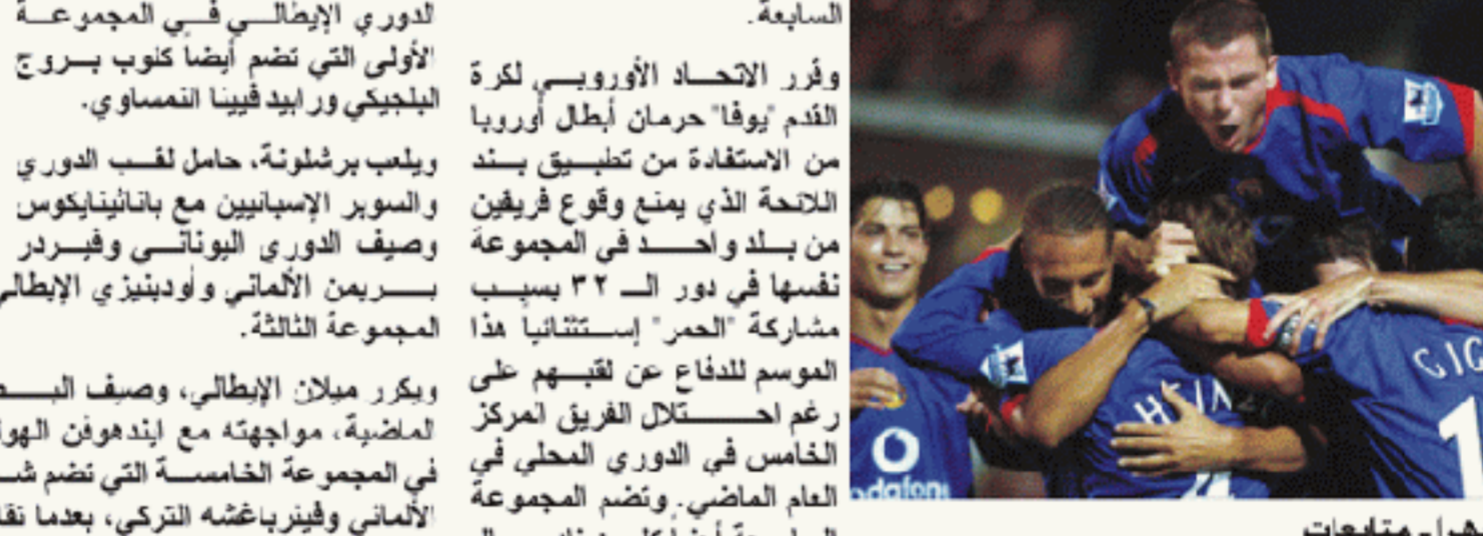 السابعة.
وقرر الاتحاد الأوروبي لكرة
القدم "يوفا" حرمان أبطال أوروبا
من الاستفادة من تطبيق بند
اللائحة الذي يمنع وقوع فريقين
من بلد واحد في المجموعة
نفسها في دور الـ ٣٢ بسبب
مشاركة "الحمر" إستثنائيا هذا
الموسم للدفاع عن لقبهم على
رغم احتلال الفريق المركز
الخامس في الدوري المحلي في
العام الماضي. وتضم المجموعة
لدوري الإيطالي في المجموعة
الأولى التي تضم أيضا كلوب بروج
البلجيكي ورابيد فيينا النمساوي.
ويلعب برشلونة، حامل لقب الدوري
والسوبر الإسبانيين مع باناثينايكوس
وصيف الدوري اليوناني وفيردر
بريمن الألماني وأودينيزي الإيطالي
المجموعة الثالثة.
ويكرر ميلان الإيطالي، وصيف
الماضية، مواجهته مع ايندهوفن
في المجموعة الخامسة التي تضم
الألماني وفينرباغشه التركي، بعدما
متابعات
GIG
1
vodafone